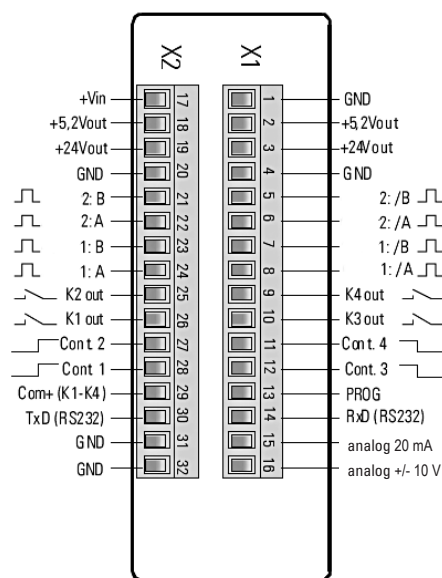 X2 X1
+Vin 17 1 GND
+5,2Vout 18 2 +5,2Vout
+24Vout 19 3 +24Vout
GND 20 4 GND
2: B 21 5 2: /B
2: A 22 6 2: /A
1: B 23 7 1: /B
1: A 24 8 1: /A
K2 out 25 9 K4 out
K1 out 26 10 K3 out
Cont. 2 27 11 Cont. 4
Cont. 1 28 12 Cont. 3
Com+ (K1-K4) 29 13 PROG
TxD (RS232) 30 14 RxD (RS232)
GND 31 15 analog 20 mA
GND 32 16 analog +/- 10 V